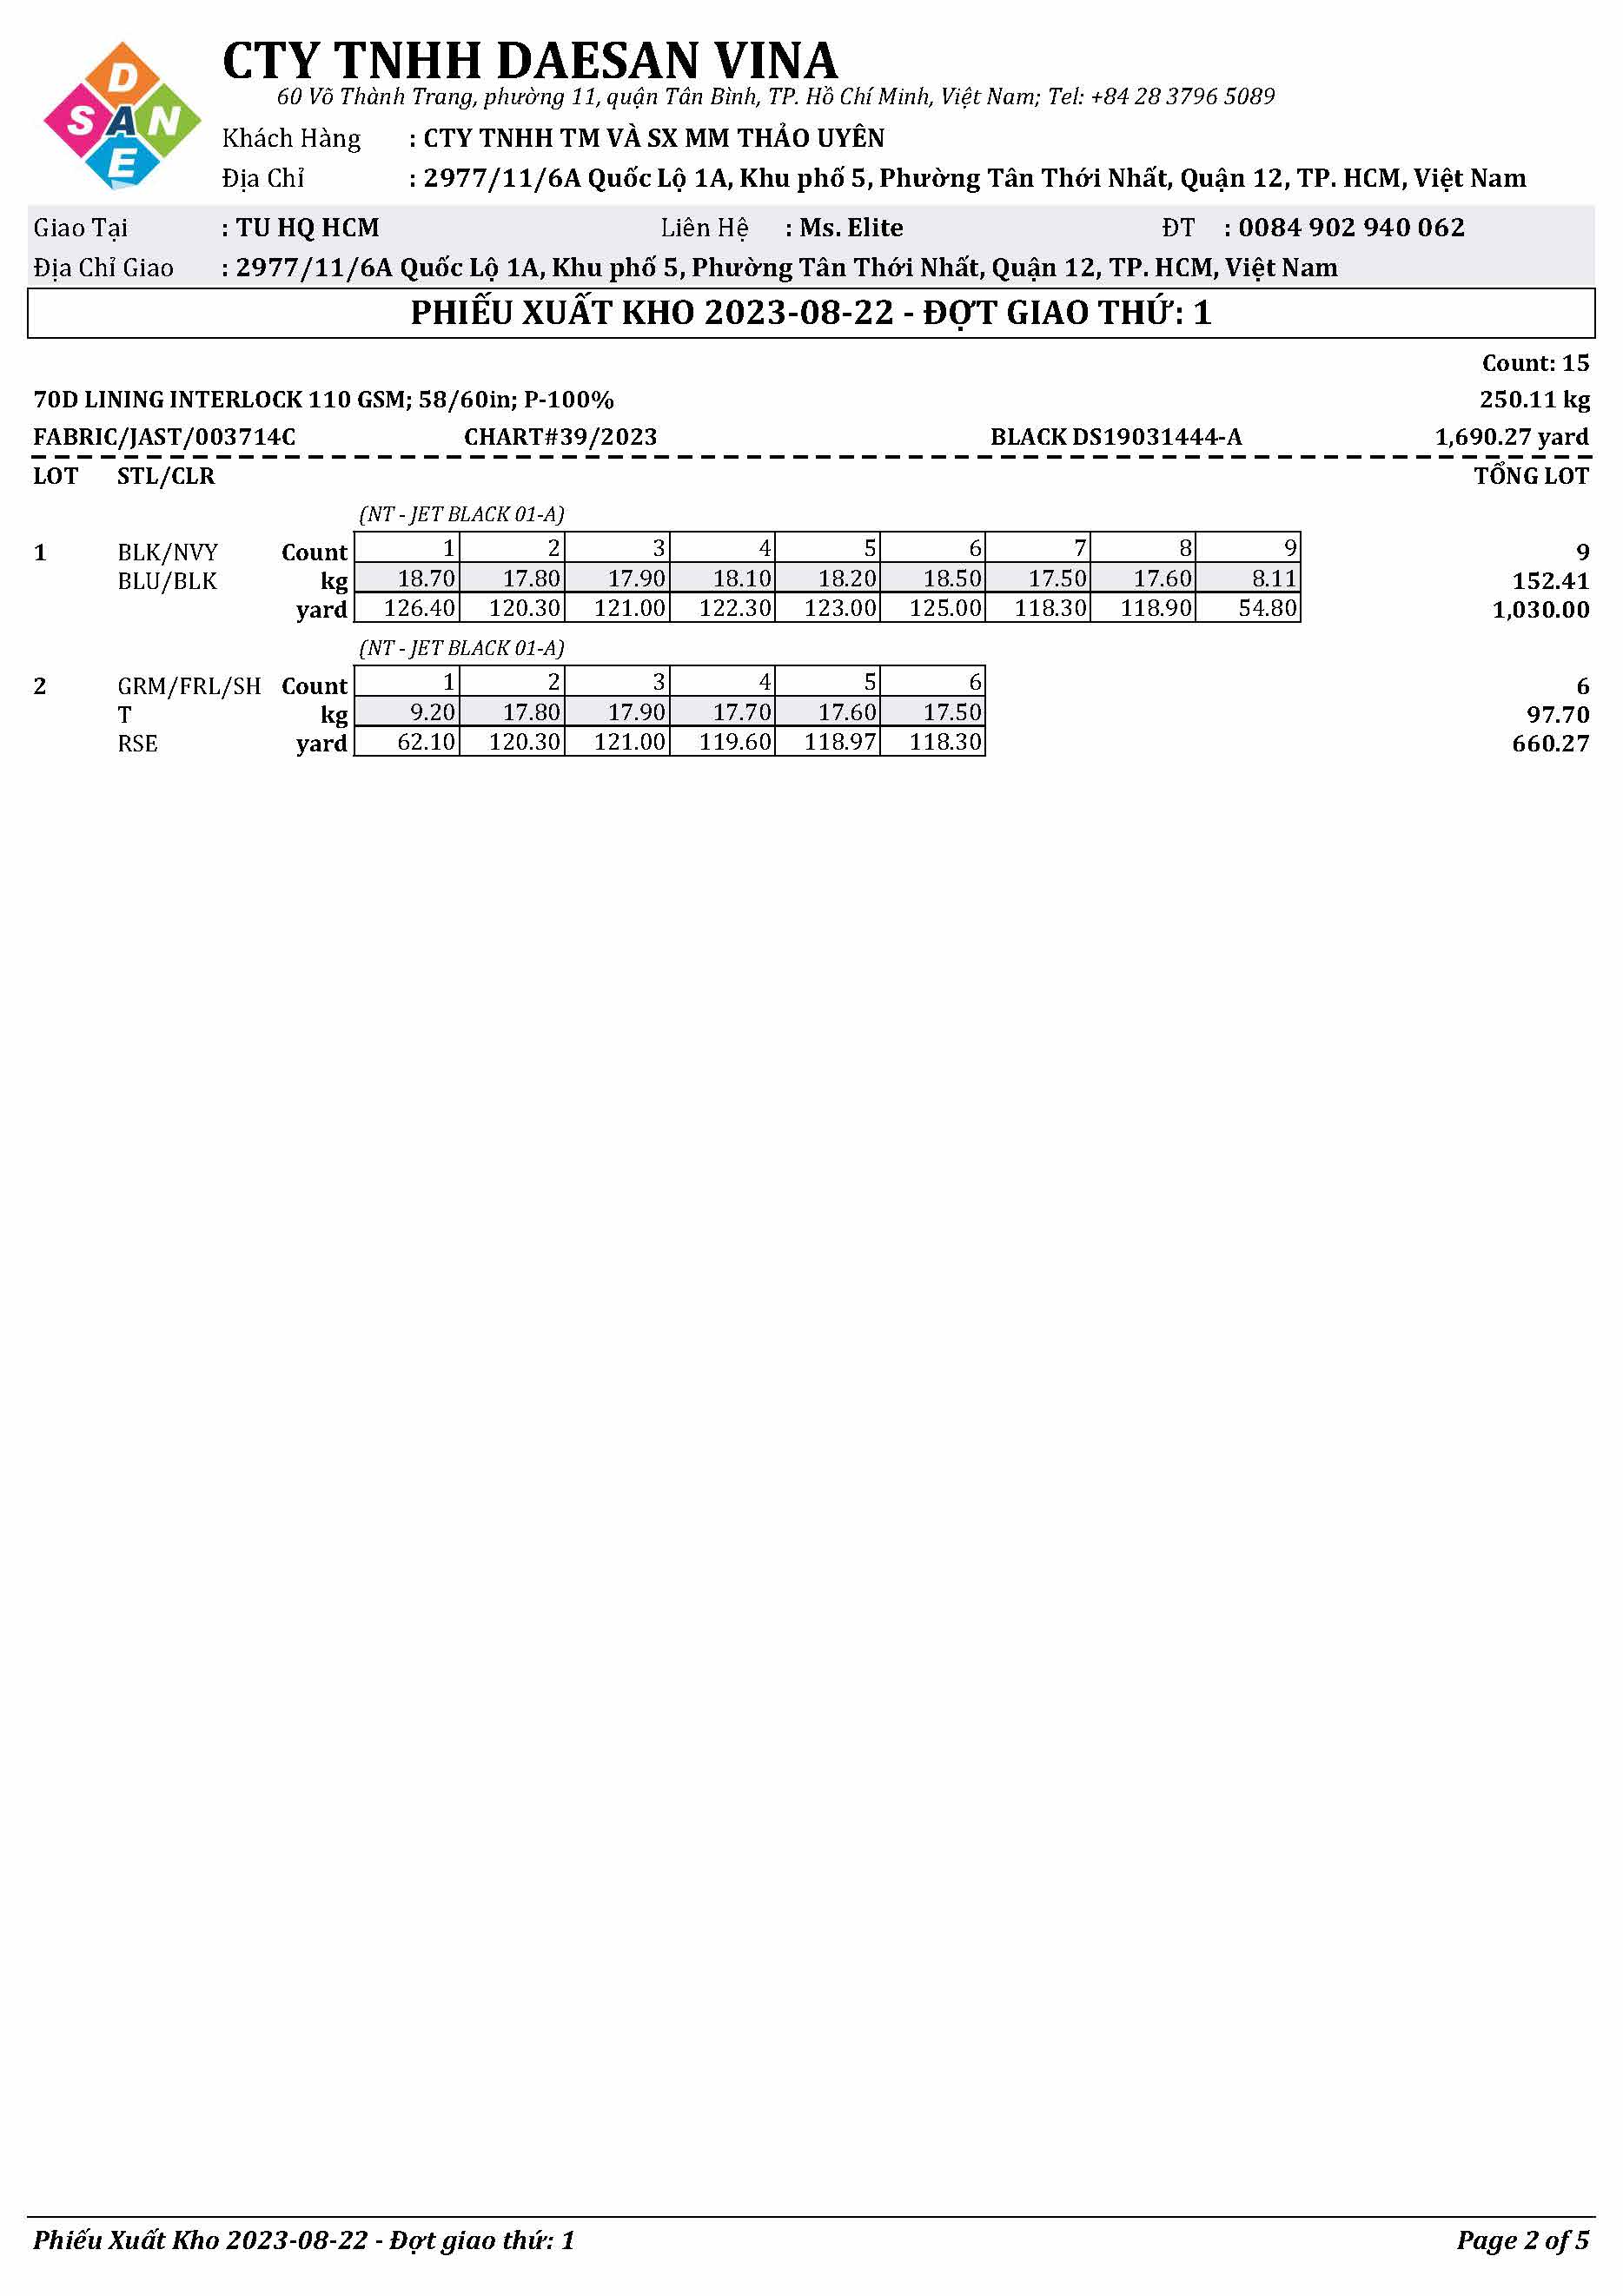 D
S A N
E
CTY TNHH DAESAN VINA
60 Võ Thành Trang, phường 11, quận Tân Bình, TP. Hồ Chí Minh, Việt Nam; Tel: +84 28 3796 5089
Khách Hàng : CTY TNHH TM VÀ SX MM THẢO UYÊN
Địa Chỉ : 2977/11/6A Quốc Lộ 1A, Khu phố 5, Phường Tân Thới Nhất, Quận 12, TP. HCM, Việt Nam
Giao Tại : TU HQ HCM Liên Hệ : Ms. Elite ĐT : 0084 902 940 062
Địa Chỉ Giao : 2977/11/6A Quốc Lộ 1A, Khu phố 5, Phường Tân Thới Nhất, Quận 12, TP. HCM, Việt Nam
PHIẾU XUẤT KHO 2023-08-22 - ĐỢT GIAO THỨ: 1
Count: 15
70D LINING INTERLOCK 110 GSM; 58/60in; P-100% 250.11 kg
FABRIC/JAST/003714C CHART#39/2023 BLACK DS19031444-A 1,690.27 yard
LOT STL/CLR TỔNG LOT
(NT - JET BLACK 01-A)
1 BLK/NVY Count 1 2 3 4 5 6 7 8 9 9
BLU/BLK kg 18.70 17.80 17.90 18.10 18.20 18.50 17.50 17.60 8.11 152.41
yard 126.40 120.30 121.00 122.30 123.00 125.00 118.30 118.90 54.80 1,030.00
(NT - JET BLACK 01-A)
2 GRM/FRL/SH Count 1 2 3 4 5 6 6
T kg 9.20 17.80 17.90 17.70 17.60 17.50 97.70
RSE yard 62.10 120.30 121.00 119.60 118.97 118.30 660.27
Phiếu Xuất Kho 2023-08-22 - Đợt giao thứ: 1 Page 2 of 5